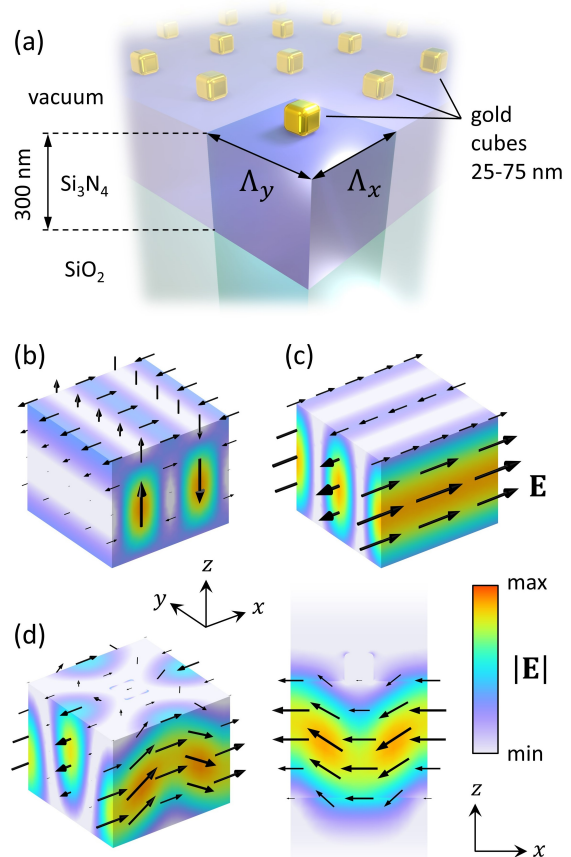 (a)
vacuum
300 nm
Si₃N₄
SiO₂
Λy
Λx
gold
cubes
25-75 nm
(b)
(c)
E
z
y
x
(d)
max
|E|
min
z
x